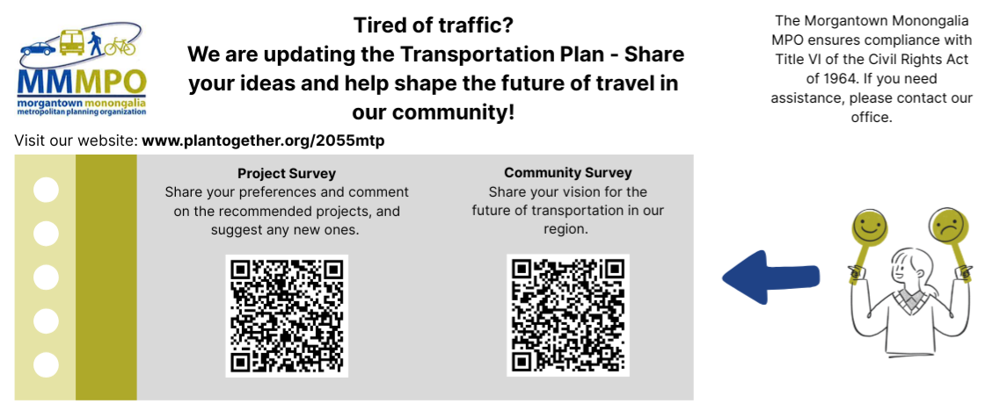 MMMPO
morgantown monongalia
metropolitan planning organization
Tired of traffic?
We are updating the Transportation Plan - Share
your ideas and help shape the future of travel in
our community!
The Morgantown Monongalia
MPO ensures compliance with
Title VI of the Civil Rights Act
of 1964. If you need
assistance, please contact our
office.
Visit our website: www.plantogether.org/2055mtp
Project Survey
Share your preferences and comment
on the recommended projects, and
suggest any new ones.
Community Survey
Share your vision for the
future of transportation in our
region.